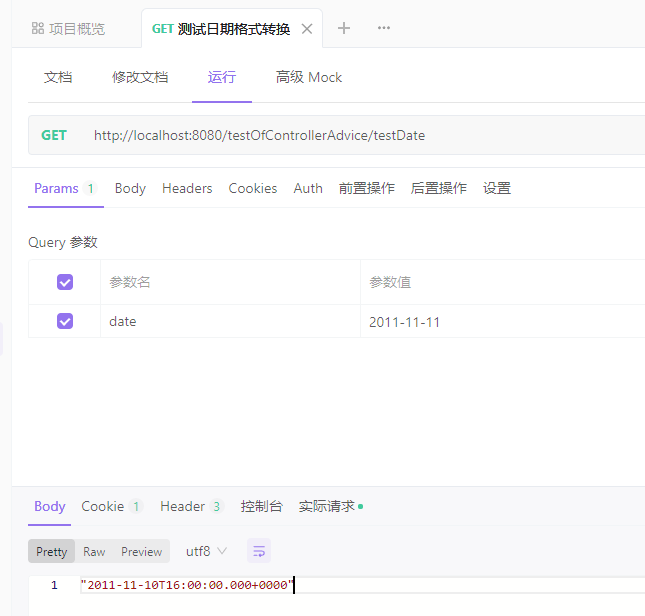 项目概览 GET 测试日期格式转换
文档 修改文档 运行 高级 Mock
GET http://localhost:8080/testOfControllerAdvice/testDate
Params 1 Body Headers Cookies Auth 前置操作 后置操作 设置
Query 参数
参数名 参数值
date 2011-11-11
Body Cookie 1 Header 3 控制台 实际请求
Pretty Raw Preview utf8
1 "2011-11-10T16:00:00.000+0000"